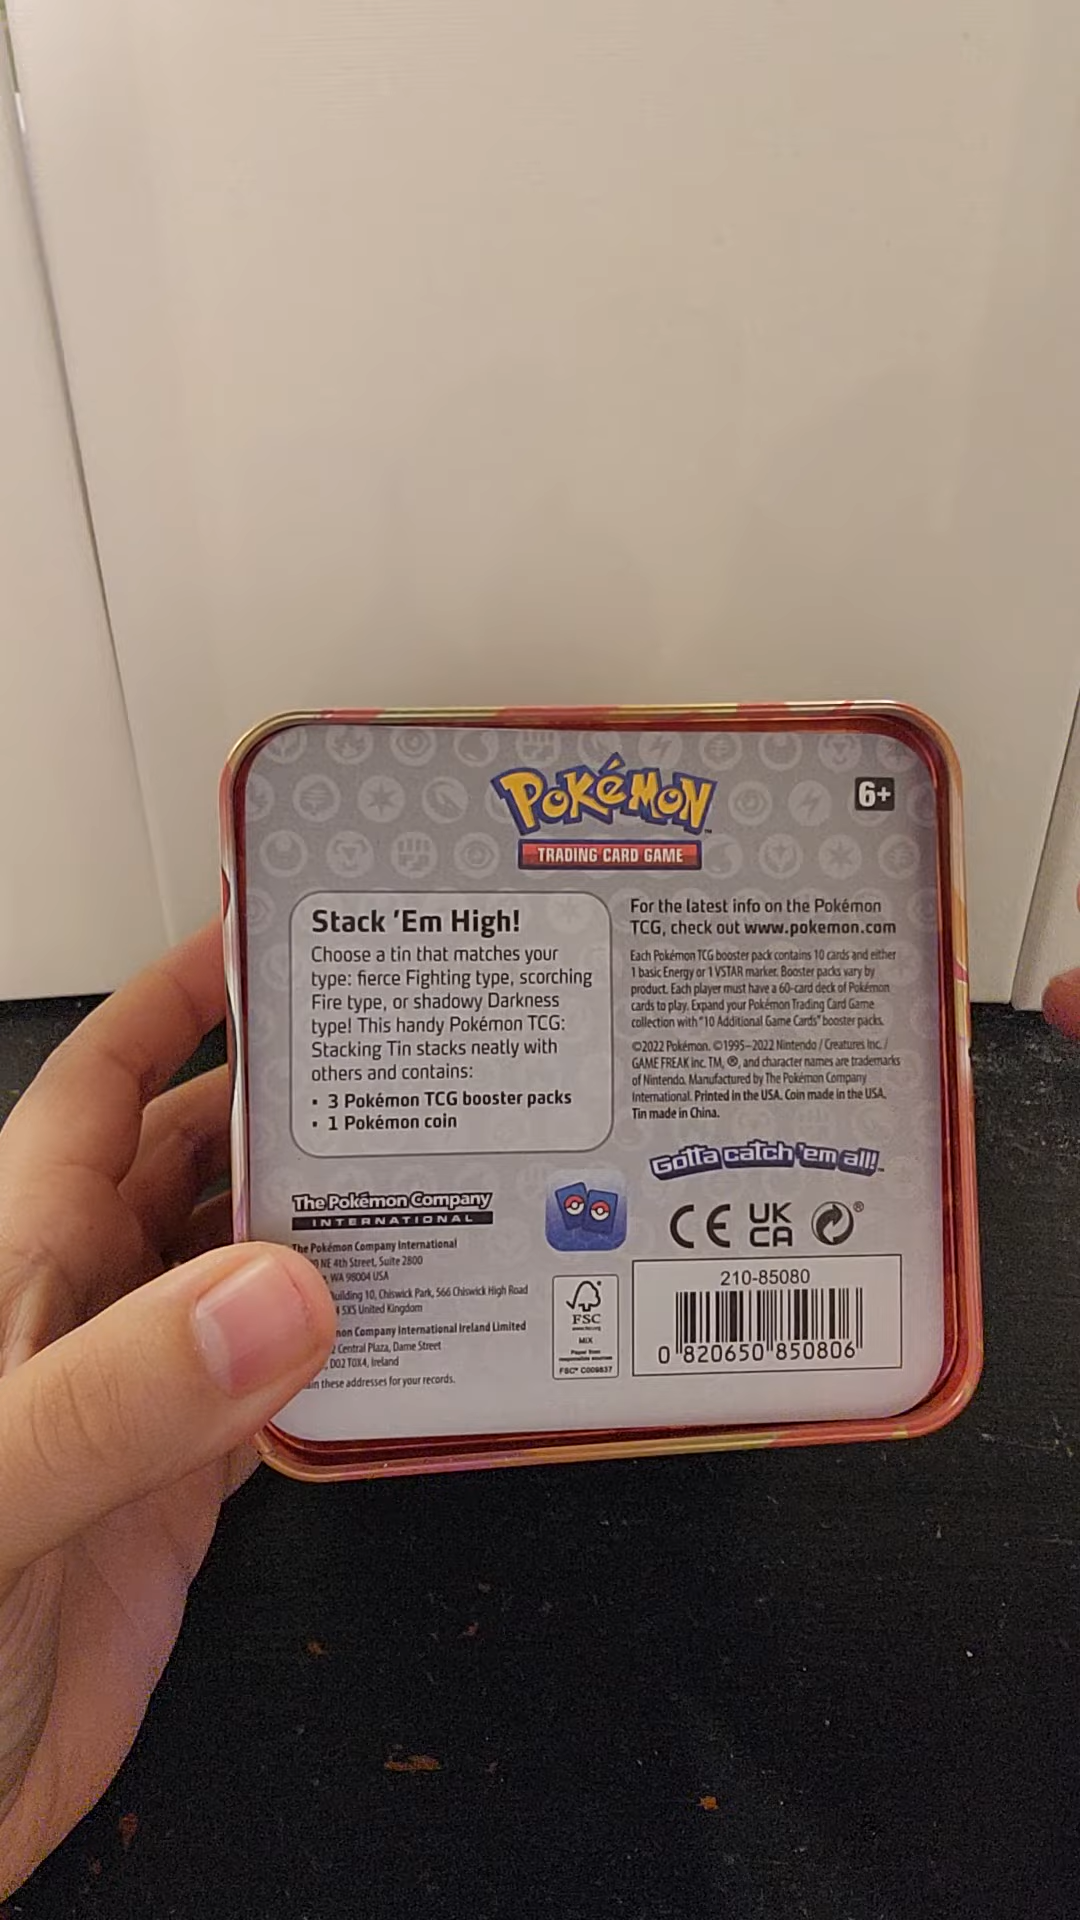 POKéMON
TRADING CARD GAME
6+
Stack 'Em High!
Choose a tin that matches your
type: fierce Fighting type, scorching
Fire type, or shadowy Darkness
type! This handy Pokémon TCG:
Stacking Tin stacks neatly with
others and contains:
• 3 Pokémon TCG booster packs
• 1 Pokémon coin
For the latest info on the Pokémon
TCG, check out www.pokemon.com
Each Pokémon TCG booster pack contains 10 cards and either
1 basic Energy or 1 VSTAR marker. Booster packs vary by
product. Each player must have a 60-card deck of Pokémon
cards to play. Expand your Pokémon Trading Card Game
collection with "10 Additional Game Cards" booster packs.
©2022 Pokémon. ©1995–2022 Nintendo / Creatures Inc. /
GAME FREAK inc. TM, ®, and character names are trademarks
of Nintendo. Manufactured by The Pokémon Company
International. Printed in the USA. Coin made in the USA.
Tin made in China.
Gotta catch 'em all!™
The Pokémon Company
INTERNATIONAL
The Pokémon Company International
NE 4th Street, Suite 2800
WA 98004 USA
Building 10, Chiswick Park, 566 Chiswick High Road
5XS United Kingdom
Company International Ireland Limited
Central Plaza, Dame Street
D02 T0X4, Ireland
these addresses for your records.
FSC
MIX
Paper from
responsible sources
FSC® C009837
CE UK CA ®
210-85080
0 820650 850806